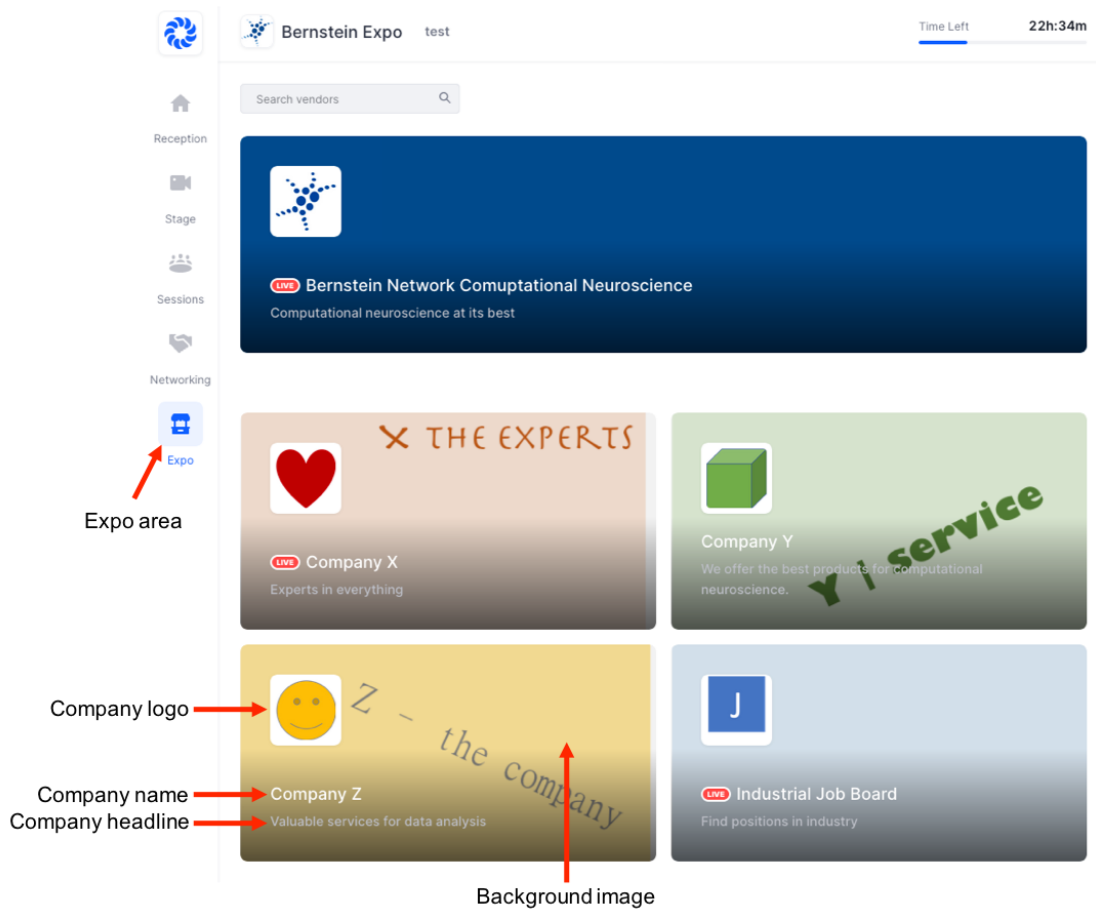 Bernstein Expo test
Time Left 22h:34m
Search vendors
Reception
Stage
Sessions
Networking
Expo
Expo area
LIVE Bernstein Network Comuptational Neuroscience
Computational neuroscience at its best
X THE EXPERTS
LIVE Company X
Experts in everything
Y | service
Company Y
We offer the best products for computational
neuroscience.
Z - the company
Company Z
Valuable services for data analysis
J
LIVE Industrial Job Board
Find positions in industry
Company logo
Company name
Company headline
Background image